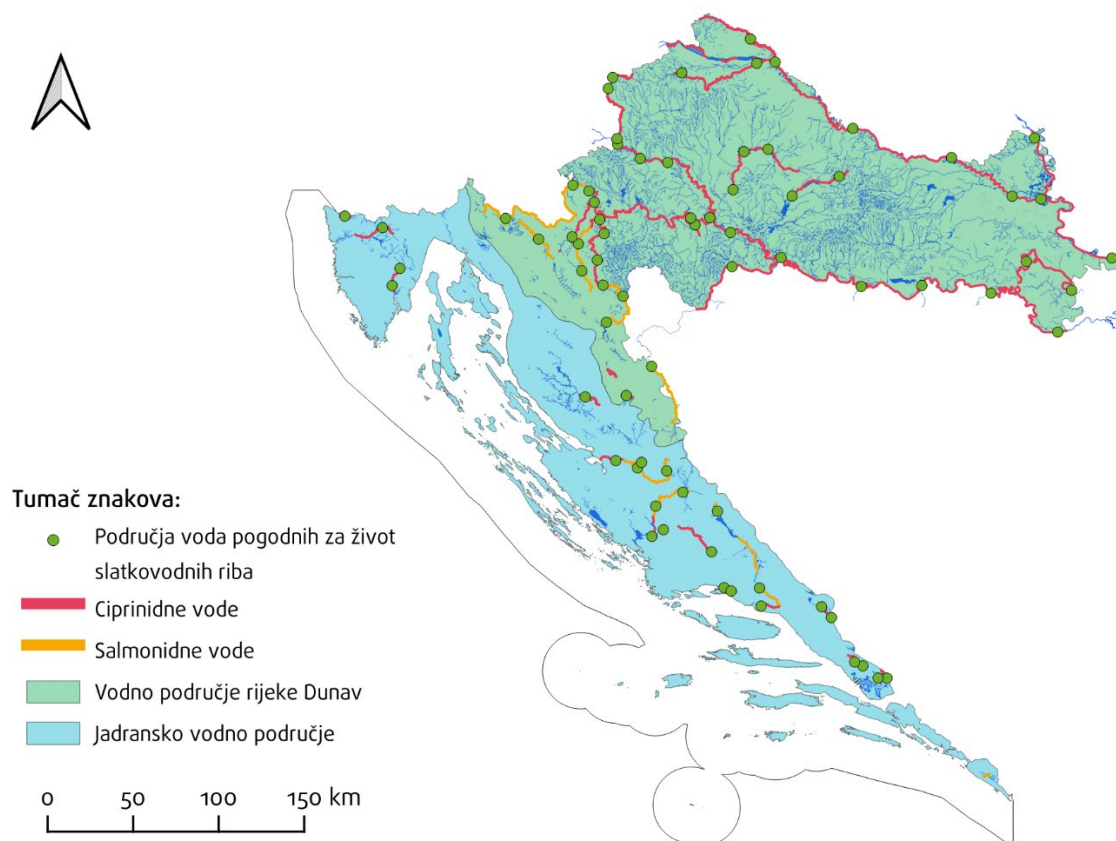 Tumač znakova:
Područja voda pogodnih za život
slatkovodnih riba
Ciprinidne vode
Salmonidne vode
Vodno područje rijeke Dunav
Jadransko vodno područje
0 50 100 150 km